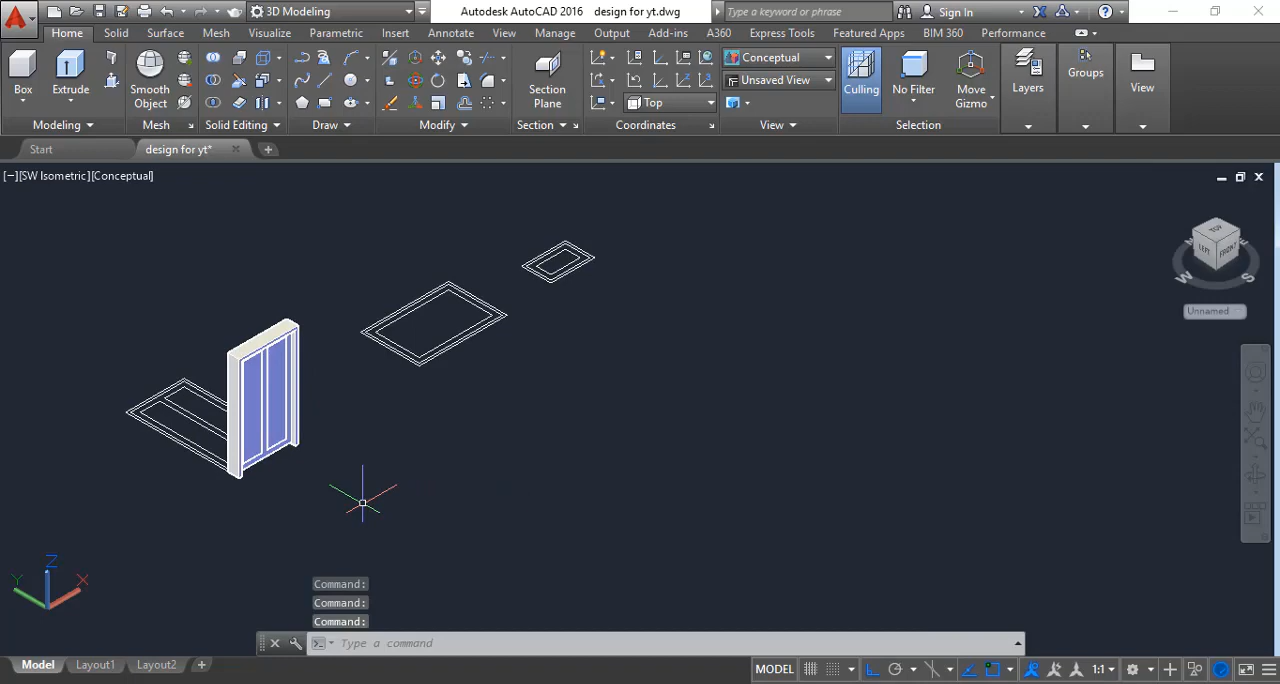 3D Modeling
Autodesk AutoCAD 2016 design for yt.dwg
Type a keyword or phrase
Sign In
Home Solid Surface Mesh Visualize Parametric Insert Annotate View Manage Output Add-ins A360 Express Tools Featured Apps BIM 360 Performance
Box
Extrude
Smooth
Object
Section
Plane
Top
Conceptual
Unsaved View
Culling
No Filter
Move
Gizmo
Layers
Groups
View
Modeling Mesh Solid Editing Draw Modify Section Coordinates View Selection
Start design for yt*
[−][SW Isometric][Conceptual]
TOP
LEFT FRONT
W S
Unnamed
Z
Y X
Command:
Command:
Command:
Type a command
Model Layout1 Layout2
MODEL 1:1